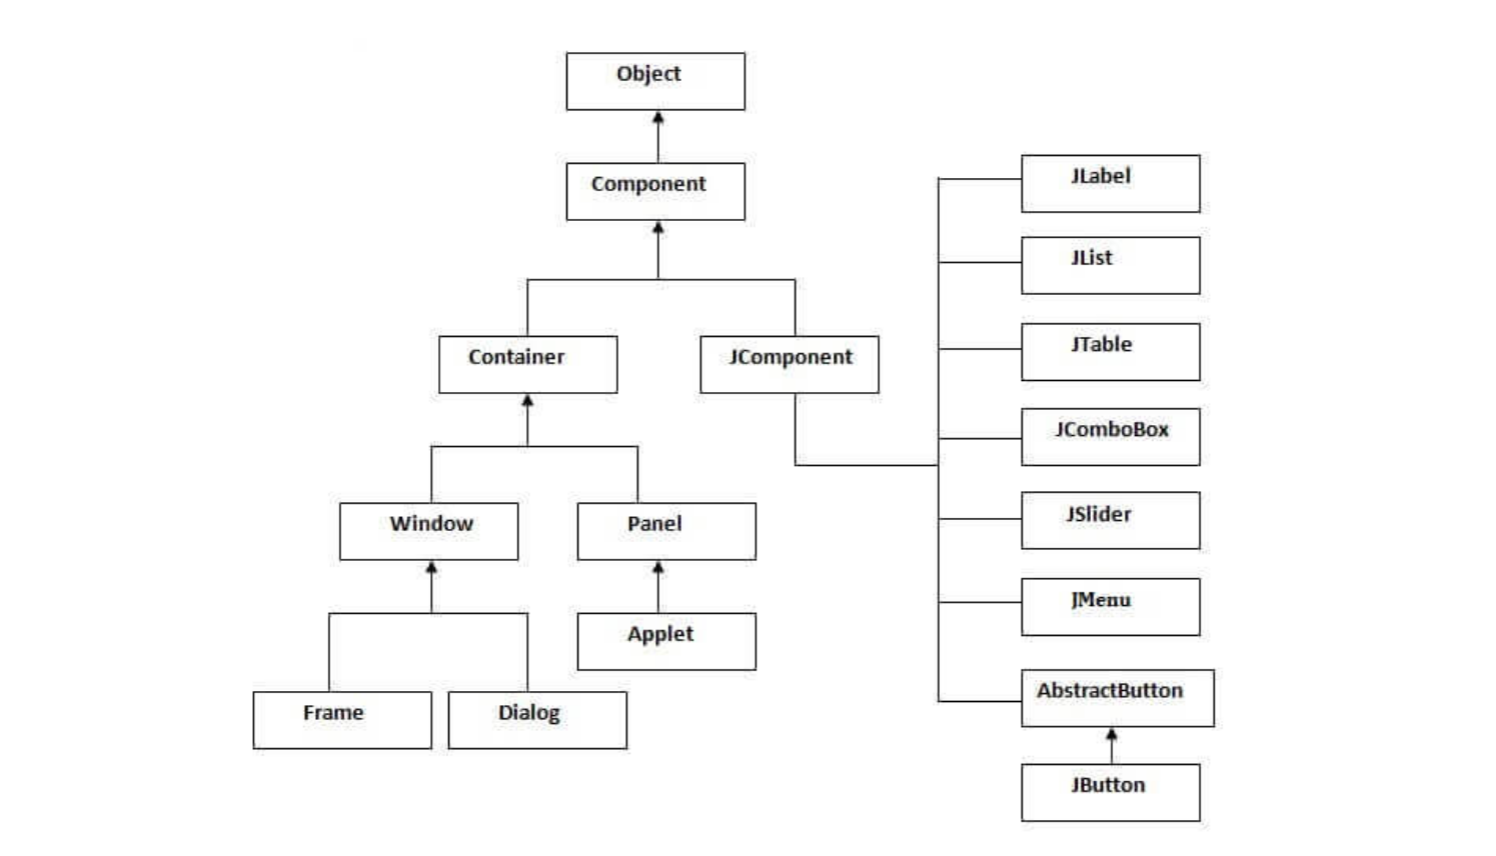 Object
Component
Container
JComponent
Window
Panel
Applet
Frame
Dialog
JLabel
JList
JTable
JComboBox
JSlider
JMenu
AbstractButton
JButton